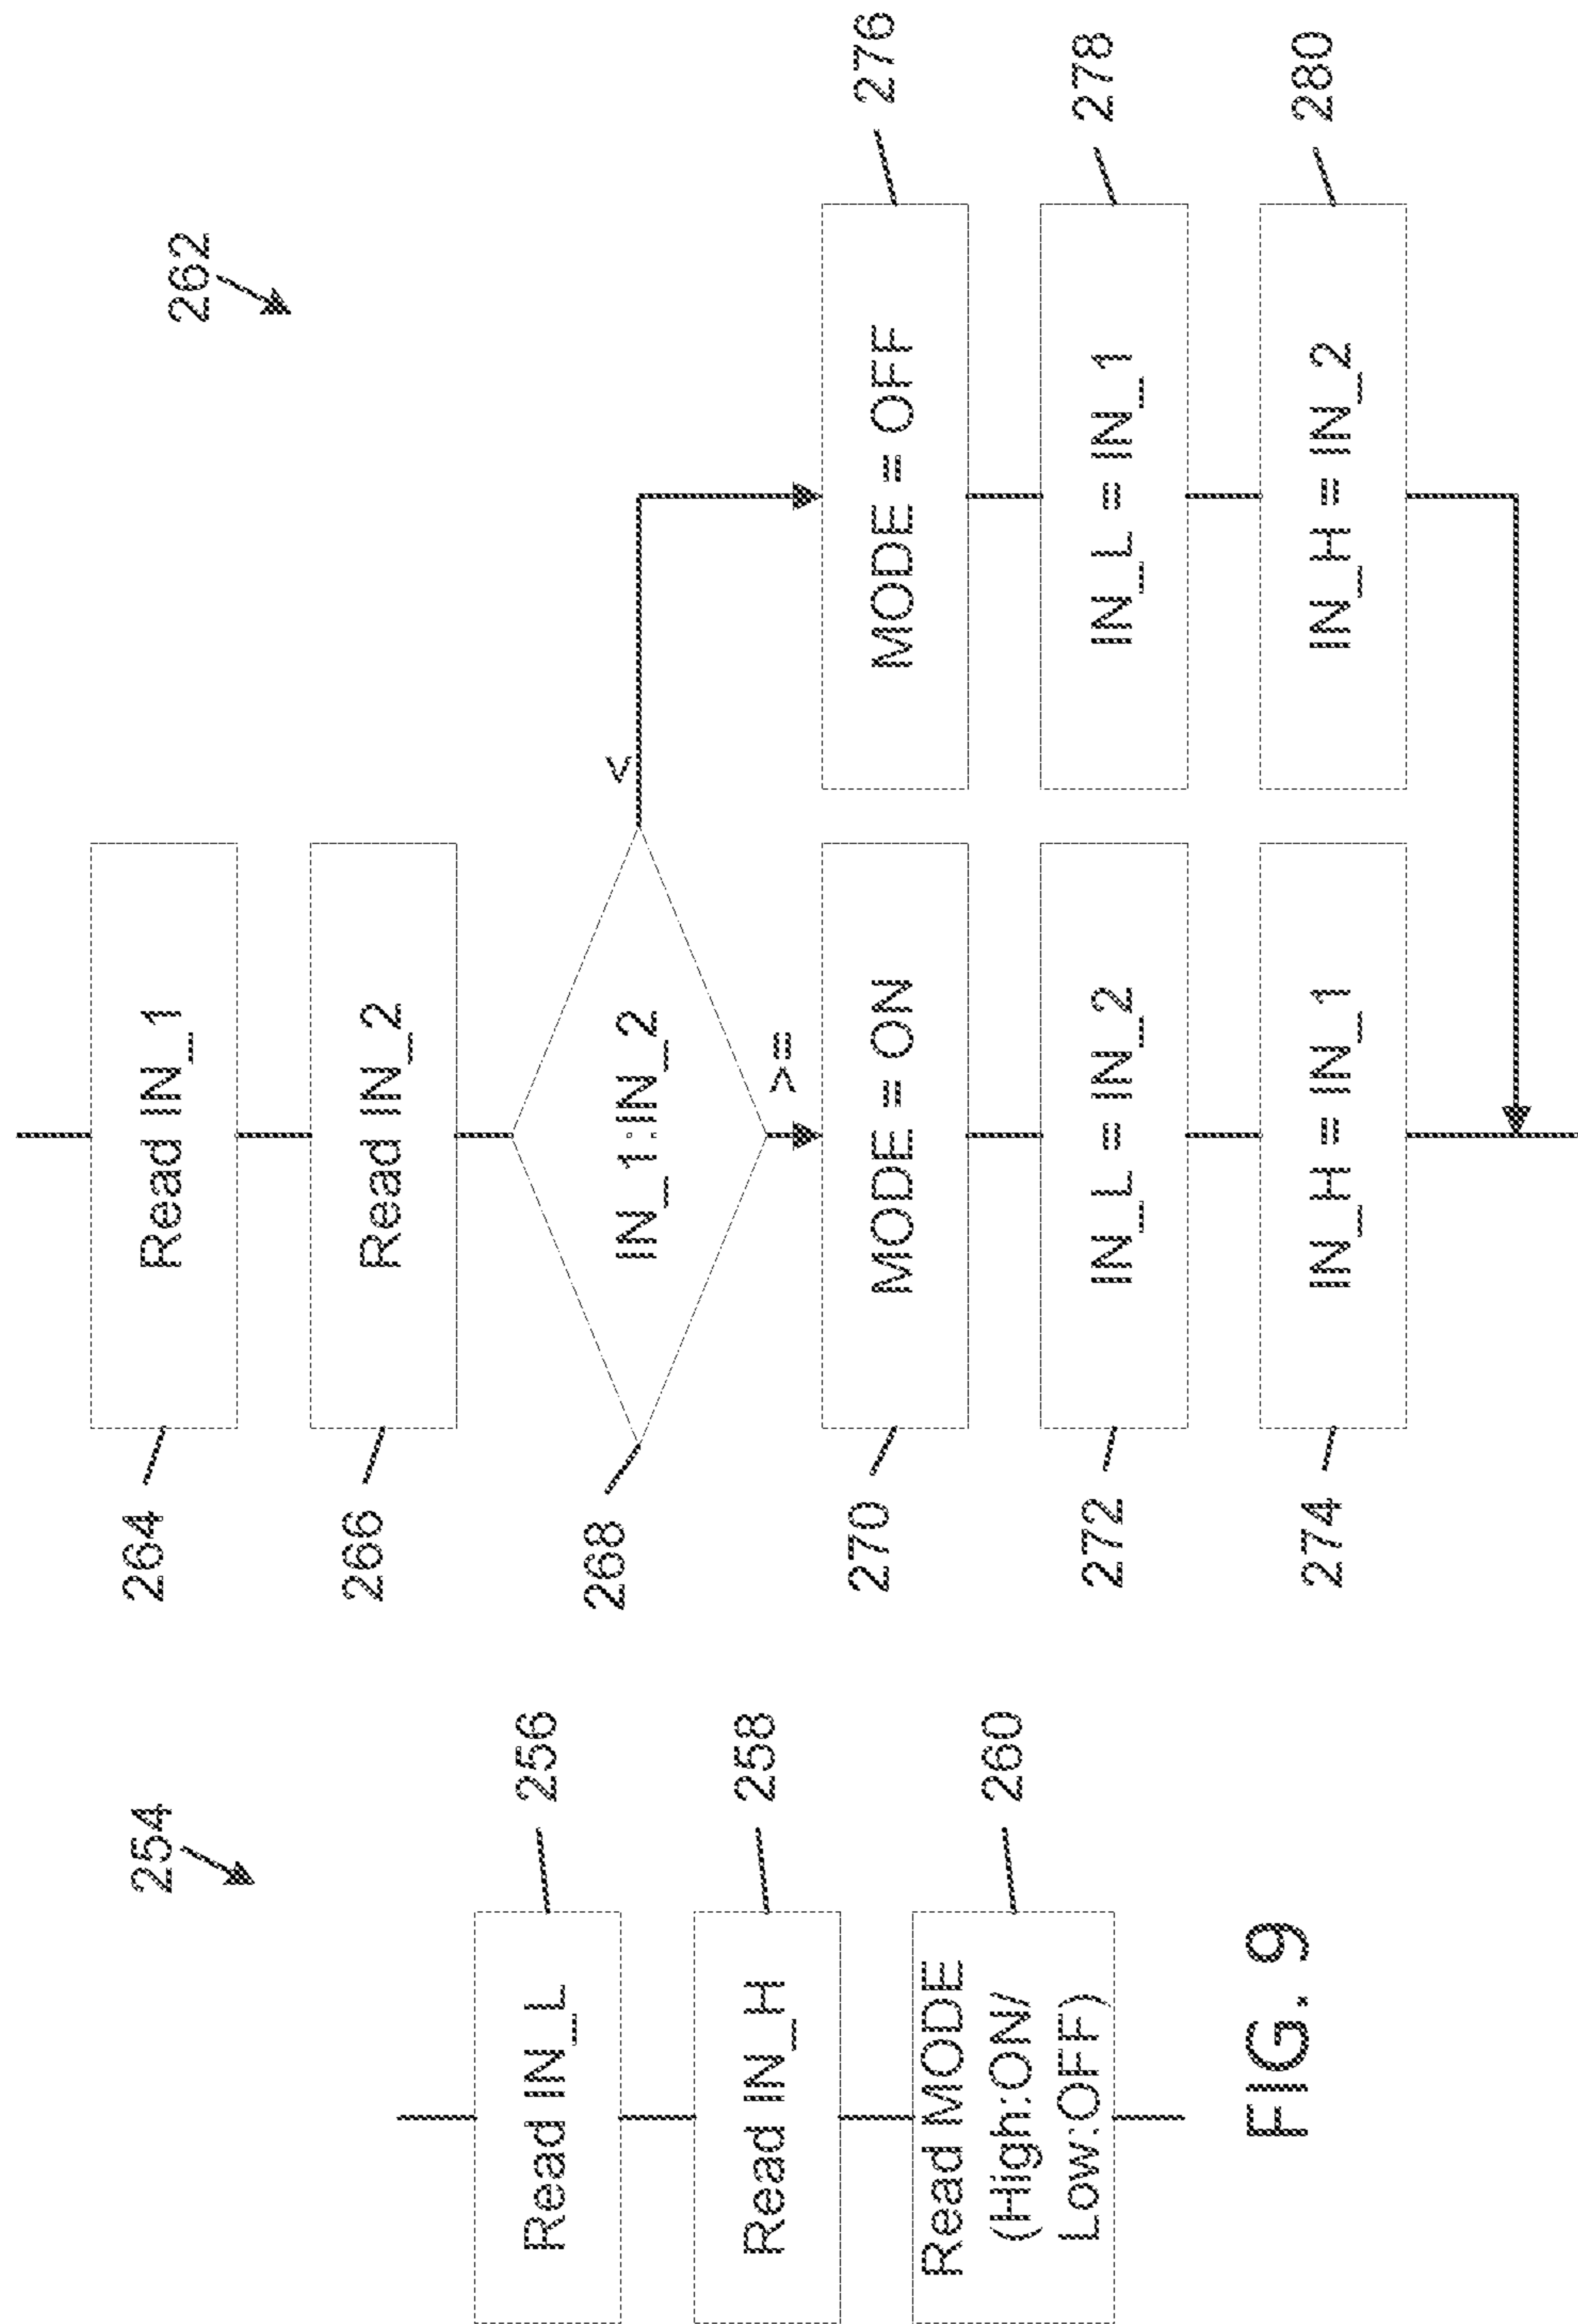 254
Read IN_L
256
Read IN_H
258
Read MODE
(High:ON/
Low:OFF)
260
FIG. 9
262
264
Read IN_1
266
Read IN_2
268
IN_1:IN_2
<
>=
270
MODE = ON
272
IN_L = IN_2
274
IN_H = IN_1
MODE = OFF
276
IN_L = IN_1
278
IN_H = IN_2
280